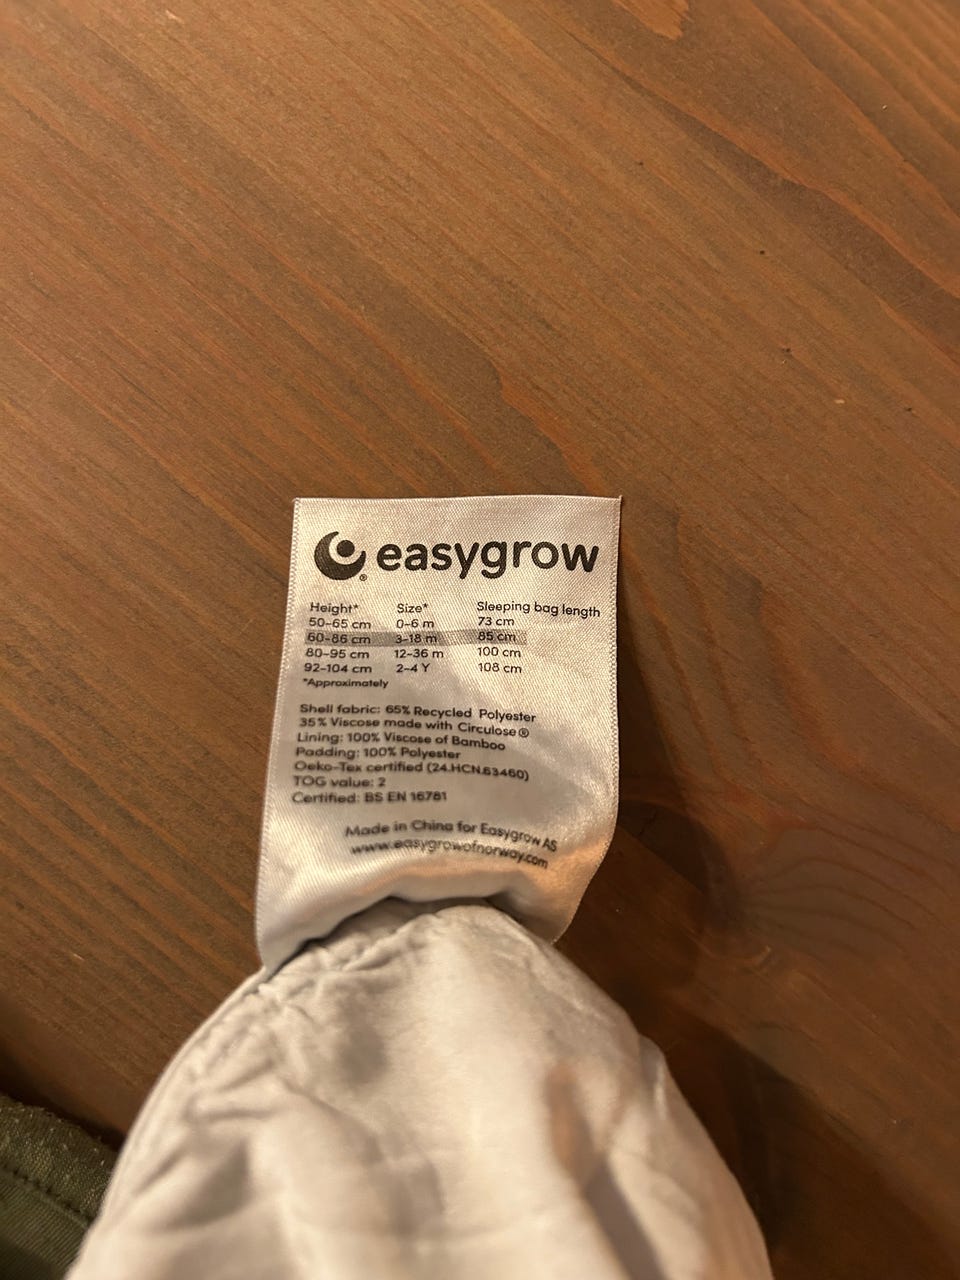 easygrow®
Height* Size* Sleeping bag length
50-65 cm 0-6 m 73 cm
60-86 cm 3-18 m 85 cm
80-95 cm 12-36 m 100 cm
92-104 cm 2-4 Y 108 cm
*Approximately
Shell fabric: 65% Recycled Polyester
35% Viscose made with Circulose®
Lining: 100% Viscose of Bamboo
Padding: 100% Polyester
Oeko-Tex certified (24.HCN.63460)
TOG value: 2
Certified: BS EN 16781
Made in China for Easygrow AS
www.easygrowofnorway.com